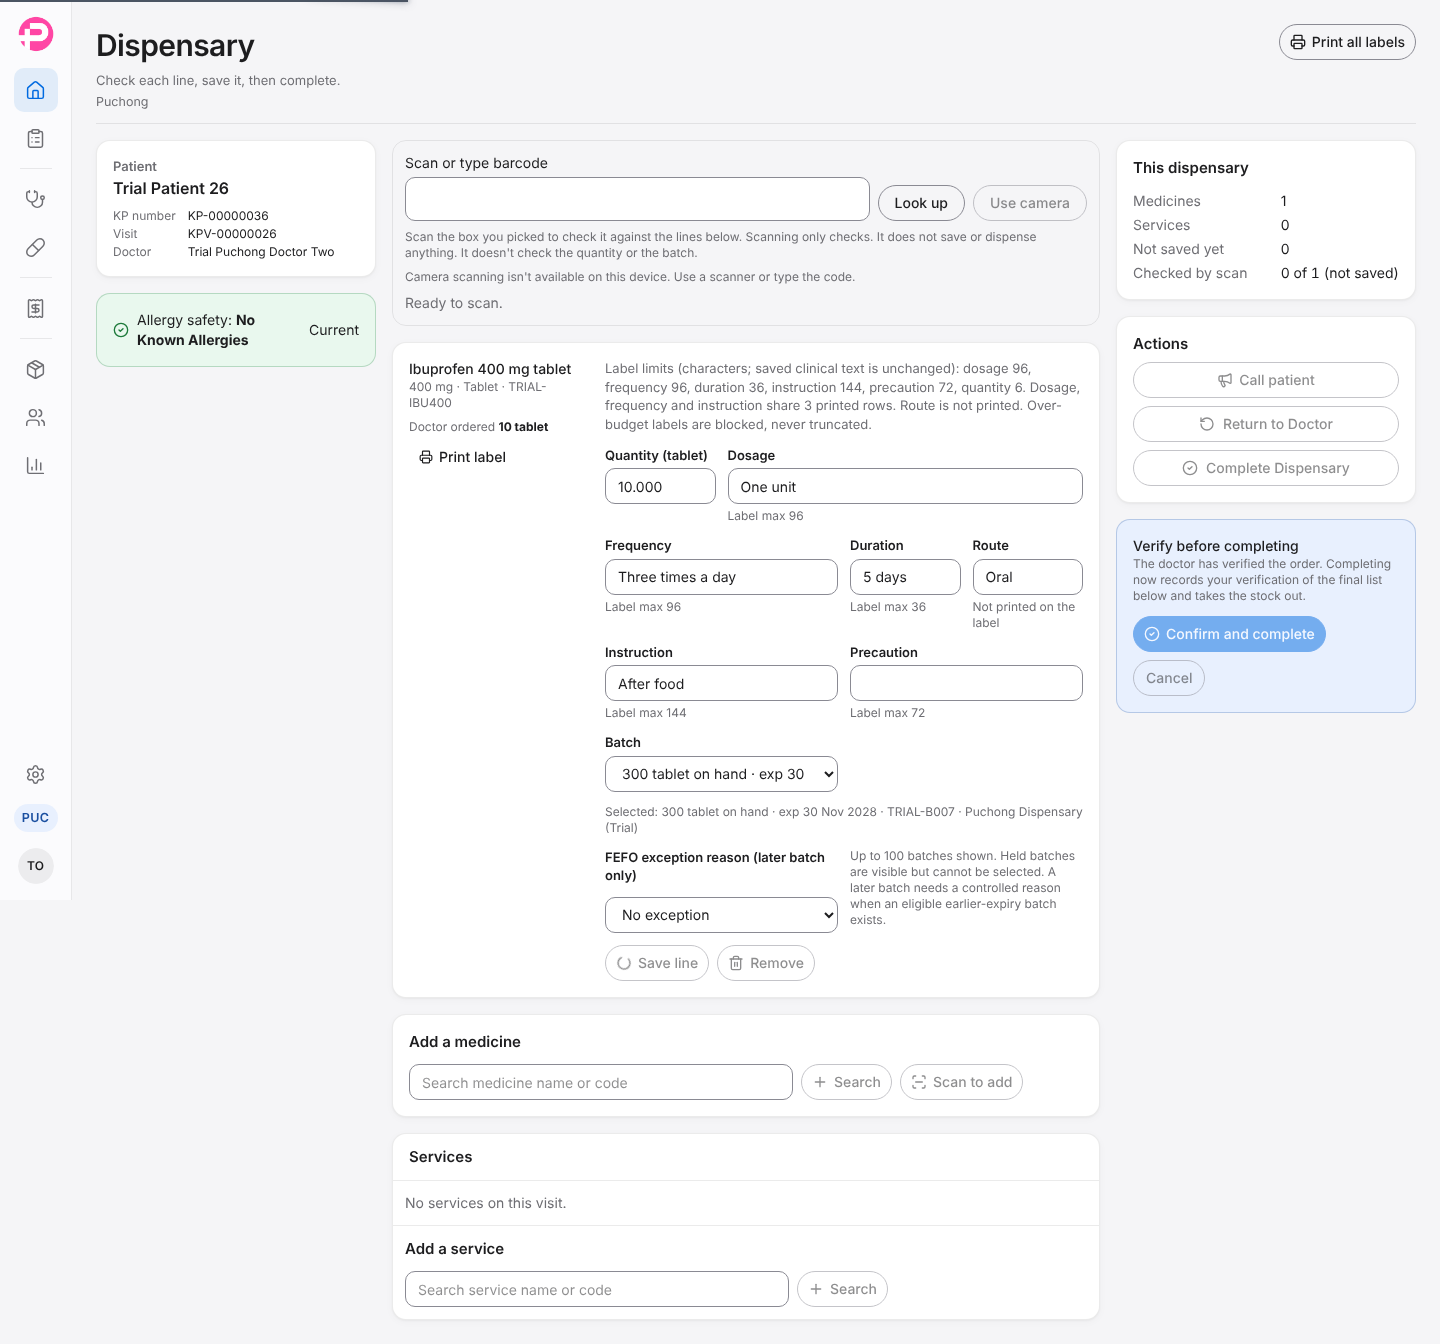 Dispensary
Check each line, save it, then complete.
Puchong
Print all labels
PUC
TO
Patient
Trial Patient 26
KP number KP-00000036
Visit KPV-00000026
Doctor Trial Puchong Doctor Two
Allergy safety: No
Known Allergies
Current
Scan or type barcode
Look up
Use camera
Scan the box you picked to check it against the lines below. Scanning only checks. It does not save or dispense
anything. It doesn't check the quantity or the batch.
Camera scanning isn't available on this device. Use a scanner or type the code.
Ready to scan.
Ibuprofen 400 mg tablet
400 mg · Tablet · TRIAL-
IBU400
Doctor ordered 10 tablet
Print label
Label limits (characters; saved clinical text is unchanged): dosage 96,
frequency 96, duration 36, instruction 144, precaution 72, quantity 6. Dosage,
frequency and instruction share 3 printed rows. Route is not printed. Over-
budget labels are blocked, never truncated.
Quantity (tablet) Dosage
10.000 One unit
Label max 96
Frequency Duration Route
Three times a day 5 days Oral
Label max 96 Label max 36 Not printed on the
label
Instruction Precaution
After food
Label max 144 Label max 72
Batch
300 tablet on hand · exp 30
Selected: 300 tablet on hand · exp 30 Nov 2028 · TRIAL-B007 · Puchong Dispensary
(Trial)
FEFO exception reason (later batch
only)
No exception
Up to 100 batches shown. Held batches
are visible but cannot be selected. A
later batch needs a controlled reason
when an eligible earlier-expiry batch
exists.
Save line Remove
Add a medicine
Search medicine name or code
Search
Scan to add
Services
No services on this visit.
Add a service
Search service name or code
Search
This dispensary
Medicines 1
Services 0
Not saved yet 0
Checked by scan 0 of 1 (not saved)
Actions
Call patient
Return to Doctor
Complete Dispensary
Verify before completing
The doctor has verified the order. Completing
now records your verification of the final list
below and takes the stock out.
Confirm and complete
Cancel